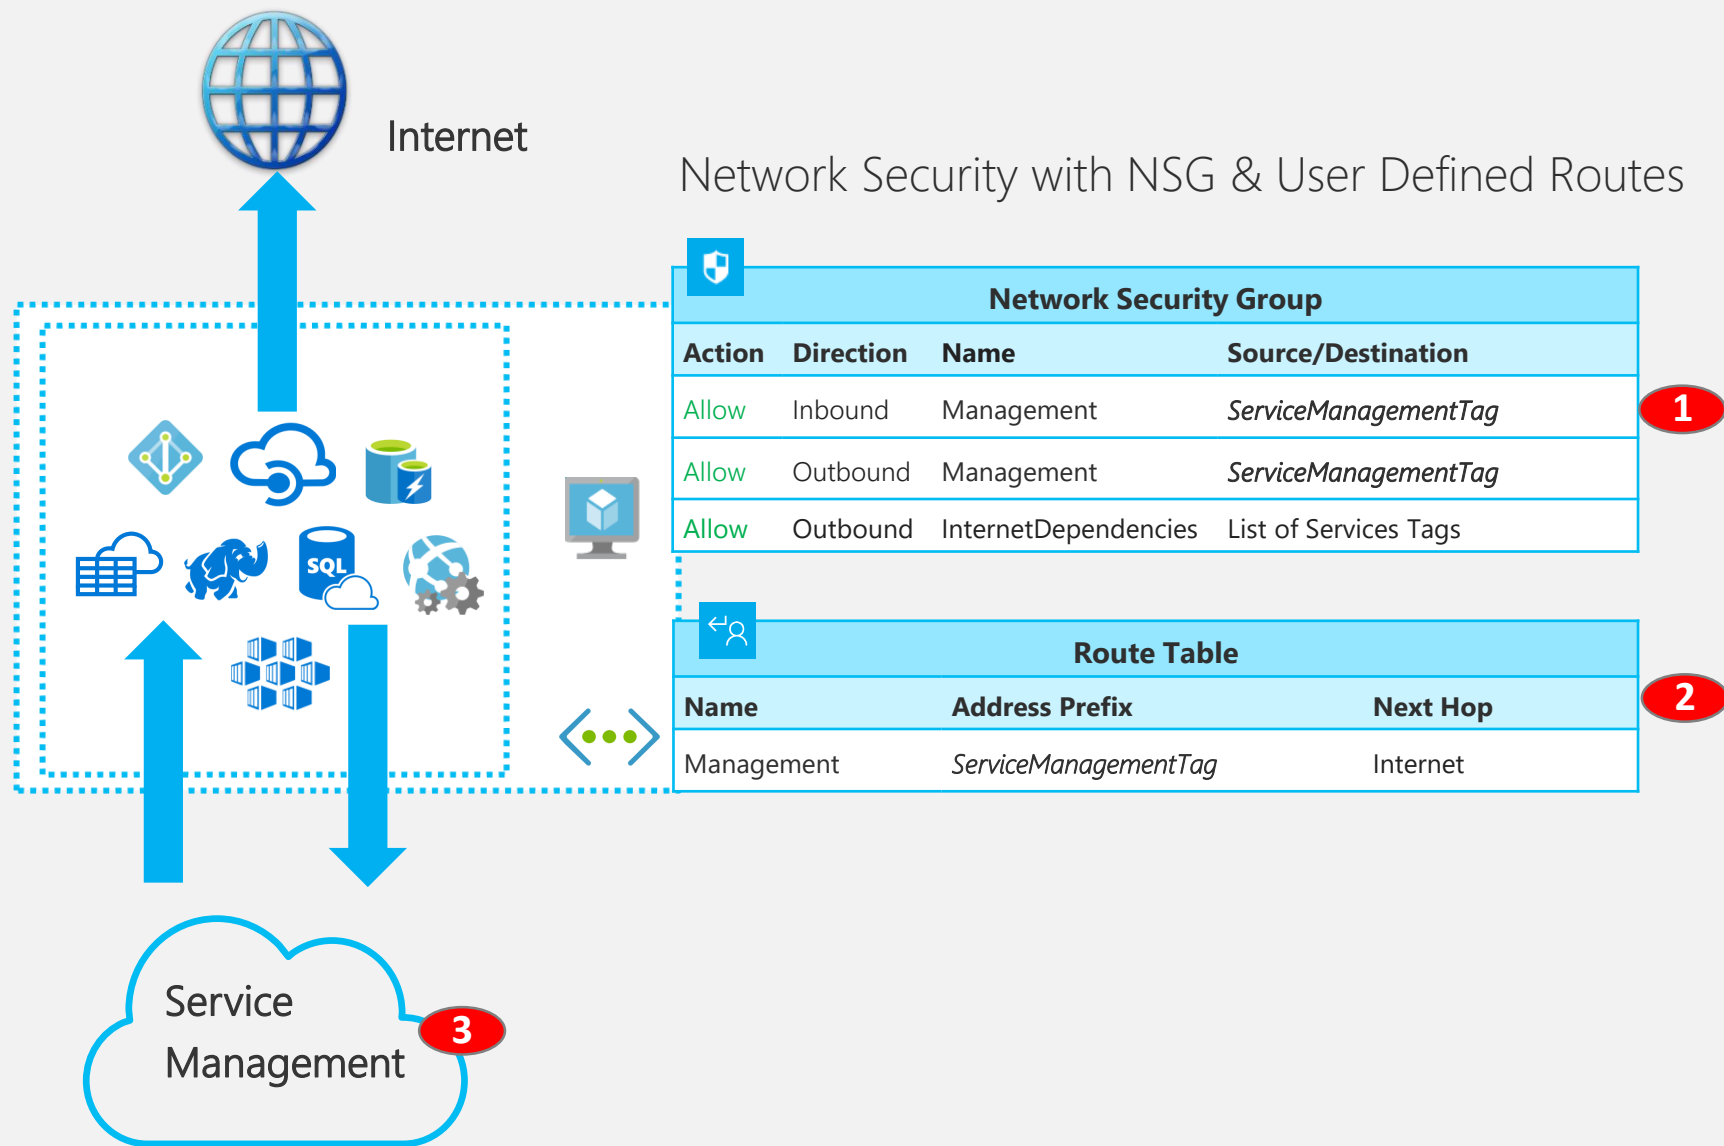 Internet
Network Security with NSG & User Defined Routes
Network Security Group
Action Direction Name Source/Destination
Allow Inbound Management ServiceManagementTag
1
Allow Outbound Management ServiceManagementTag
Allow Outbound InternetDependencies List of Services Tags
SQL
Route Table
2
Name Address Prefix Next Hop
Management ServiceManagementTag Internet
Service
Management
3